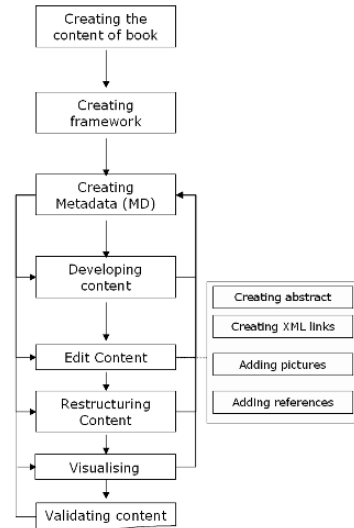 Creating the
content of book
Creating
framework
Creating
Metadata (MD)
Developing
content
Creating abstract
Creating XML links
Edit Content
Adding pictures
Restructuring
Content
Adding references
Visualising
Validating content